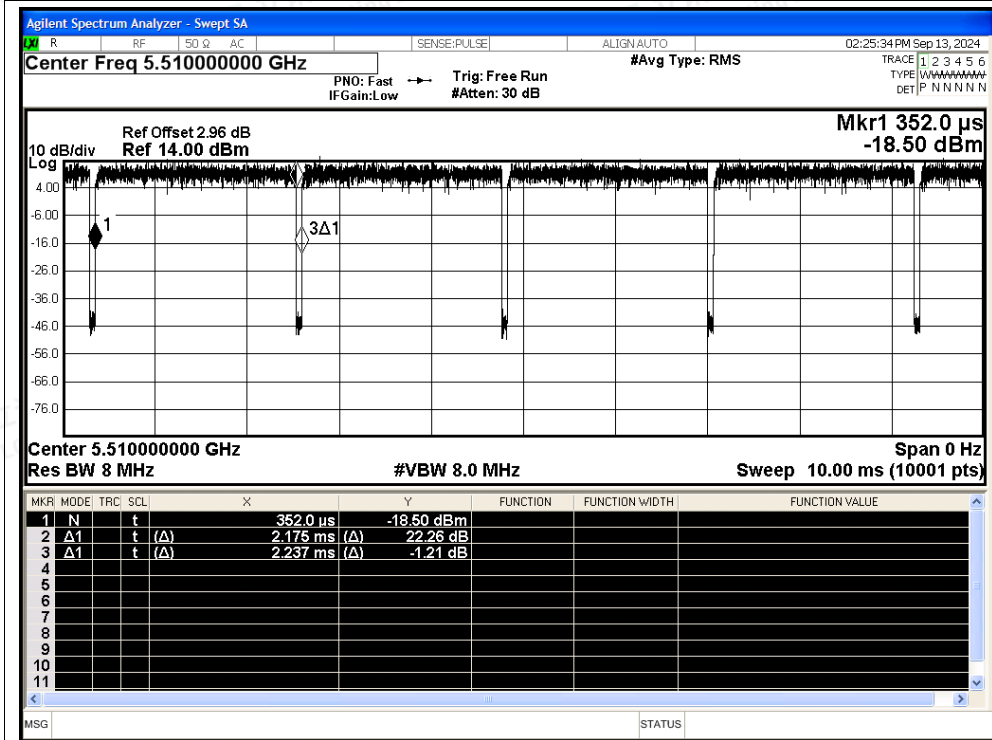 Agilent Spectrum Analyzer - Swept SA
LXI R RF 50 Ω AC SENSE:PULSE ALIGN AUTO 02:25:34 PM Sep 13, 2024
Center Freq 5.510000000 GHz #Avg Type: RMS TRACE 1 2 3 4 5 6
PNO: Fast Trig: Free Run TYPE
IFGain:Low #Atten: 30 dB DET P N N N N N
Mkr1 352.0 µs
Ref Offset 2.96 dB
10 dB/div Ref 14.00 dBm -18.50 dBm
Log
4.00
-6.00
1 3Δ1
-16.0
-26.0
-36.0
-46.0
-56.0
-66.0
-76.0
Center 5.510000000 GHz Span 0 Hz
Res BW 8 MHz #VBW 8.0 MHz Sweep 10.00 ms (10001 pts)
MKR MODE TRC SCL X Y FUNCTION FUNCTION WIDTH FUNCTION VALUE
1 N t 352.0 µs -18.50 dBm
2 Δ1 t (Δ) 2.175 ms (Δ) 22.26 dB
3 Δ1 t (Δ) 2.237 ms (Δ) -1.21 dB
4
5
6
7
8
9
10
11
MSG STATUS